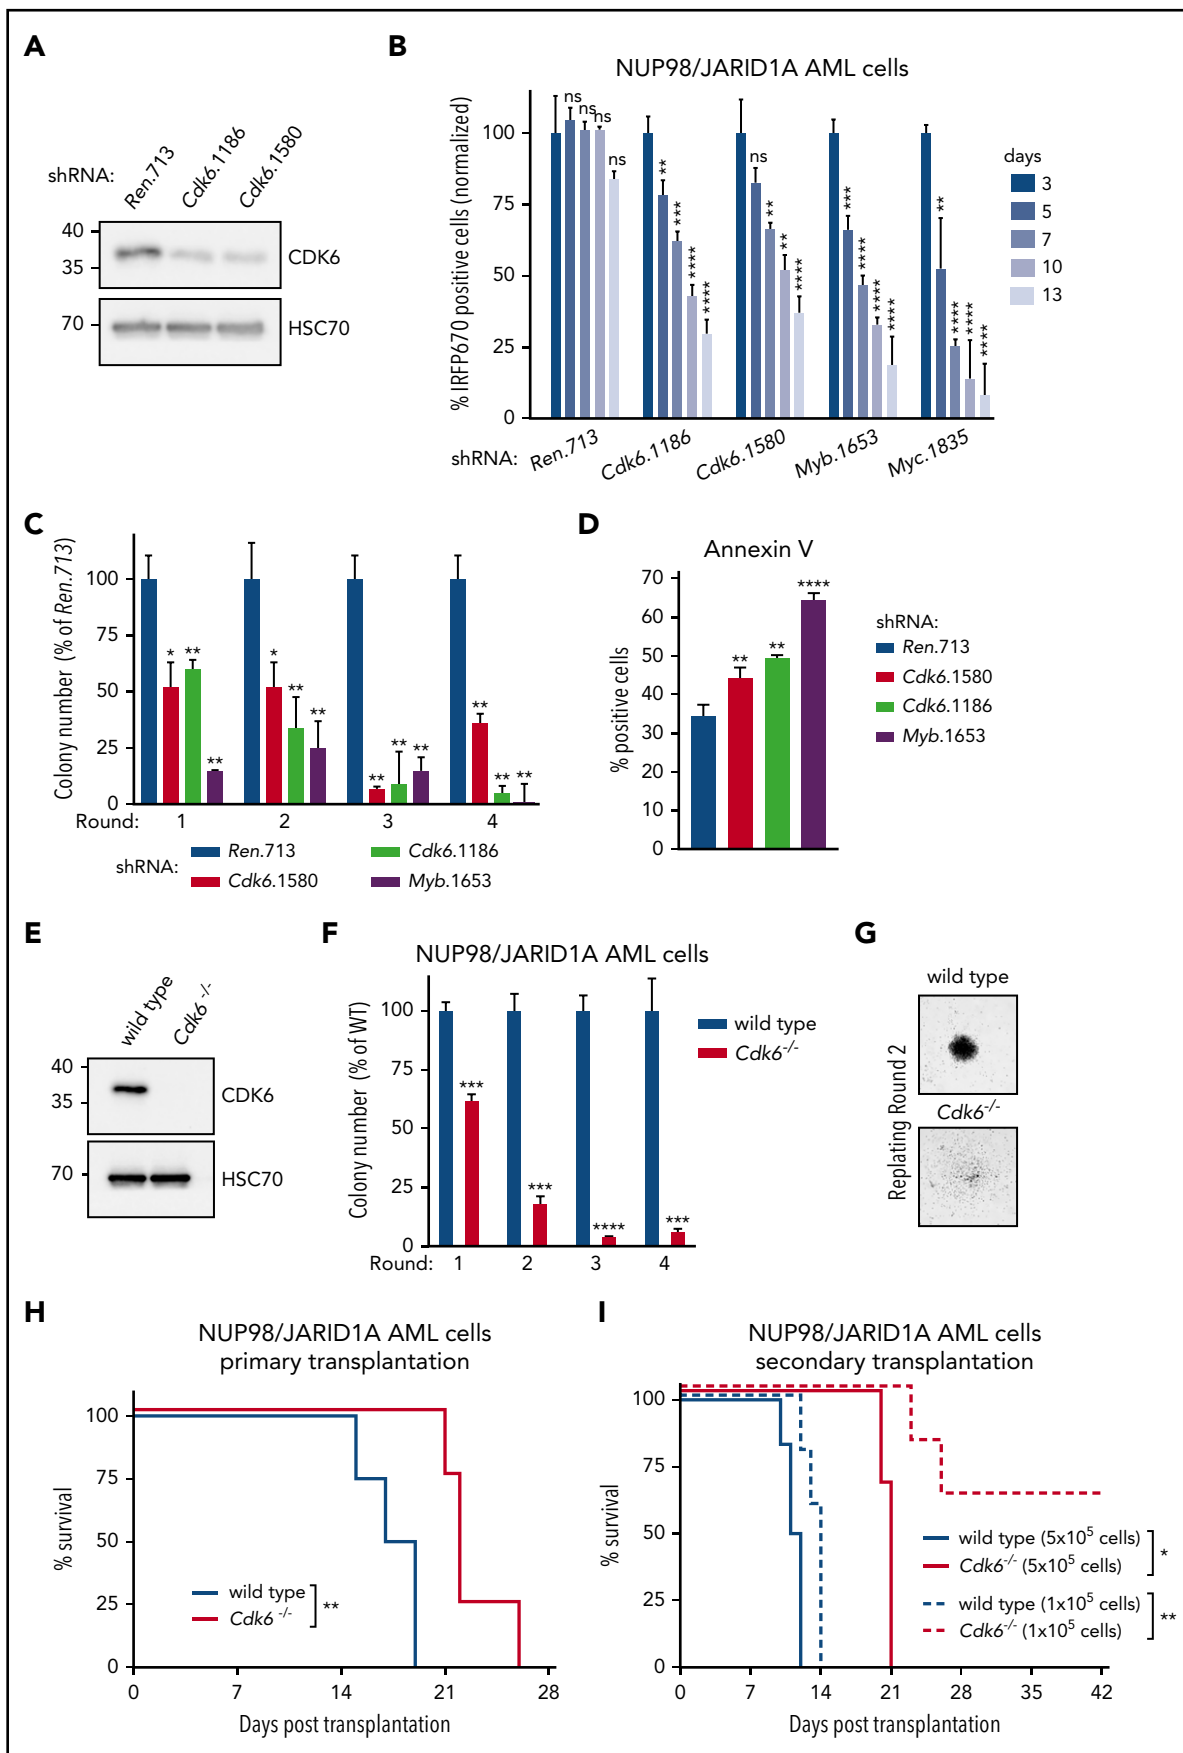 A
shRNA:
Ren.713
Cdk6.1186
Cdk6.1580
40
35
CDK6
70
HSC70
B
NUP98/JARID1A AML cells
% IRFP670 positive cells (normalized)
100
75
50
25
0
ns
ns
ns
ns
**
***
****
****
ns
**
**
****
***
****
****
****
**
****
****
****
days
3
5
7
10
13
shRNA:
Ren.713
Cdk6.1186
Cdk6.1580
Myb.1653
Myc.1835
C
Colony number (% of Ren.713)
100
75
50
25
0
*
**
**
*
**
**
**
**
**
**
**
**
Round:
1
2
3
4
shRNA:
Ren.713
Cdk6.1186
Cdk6.1580
Myb.1653
D
Annexin V
% positive cells
70
60
50
40
30
20
10
0
**
**
****
shRNA:
Ren.713
Cdk6.1580
Cdk6.1186
Myb.1653
E
wild type
Cdk6 -/-
40
35
CDK6
70
HSC70
F
NUP98/JARID1A AML cells
Colony number (% of WT)
100
75
50
25
0
***
***
****
***
Round:
1
2
3
4
wild type
Cdk6-/-
G
wild type
Replating Round 2
Cdk6-/-
H
NUP98/JARID1A AML cells
primary transplantation
% survival
100
75
50
25
0
wild type
Cdk6 -/-
**
0
7
14
21
28
Days post transplantation
I
NUP98/JARID1A AML cells
secondary transplantation
% survival
100
75
50
25
0
wild type (5x10⁵ cells)
Cdk6-/- (5x10⁵ cells)
*
wild type (1x10⁵ cells)
Cdk6-/- (1x10⁵ cells)
**
0
7
14
21
28
35
42
Days post transplantation